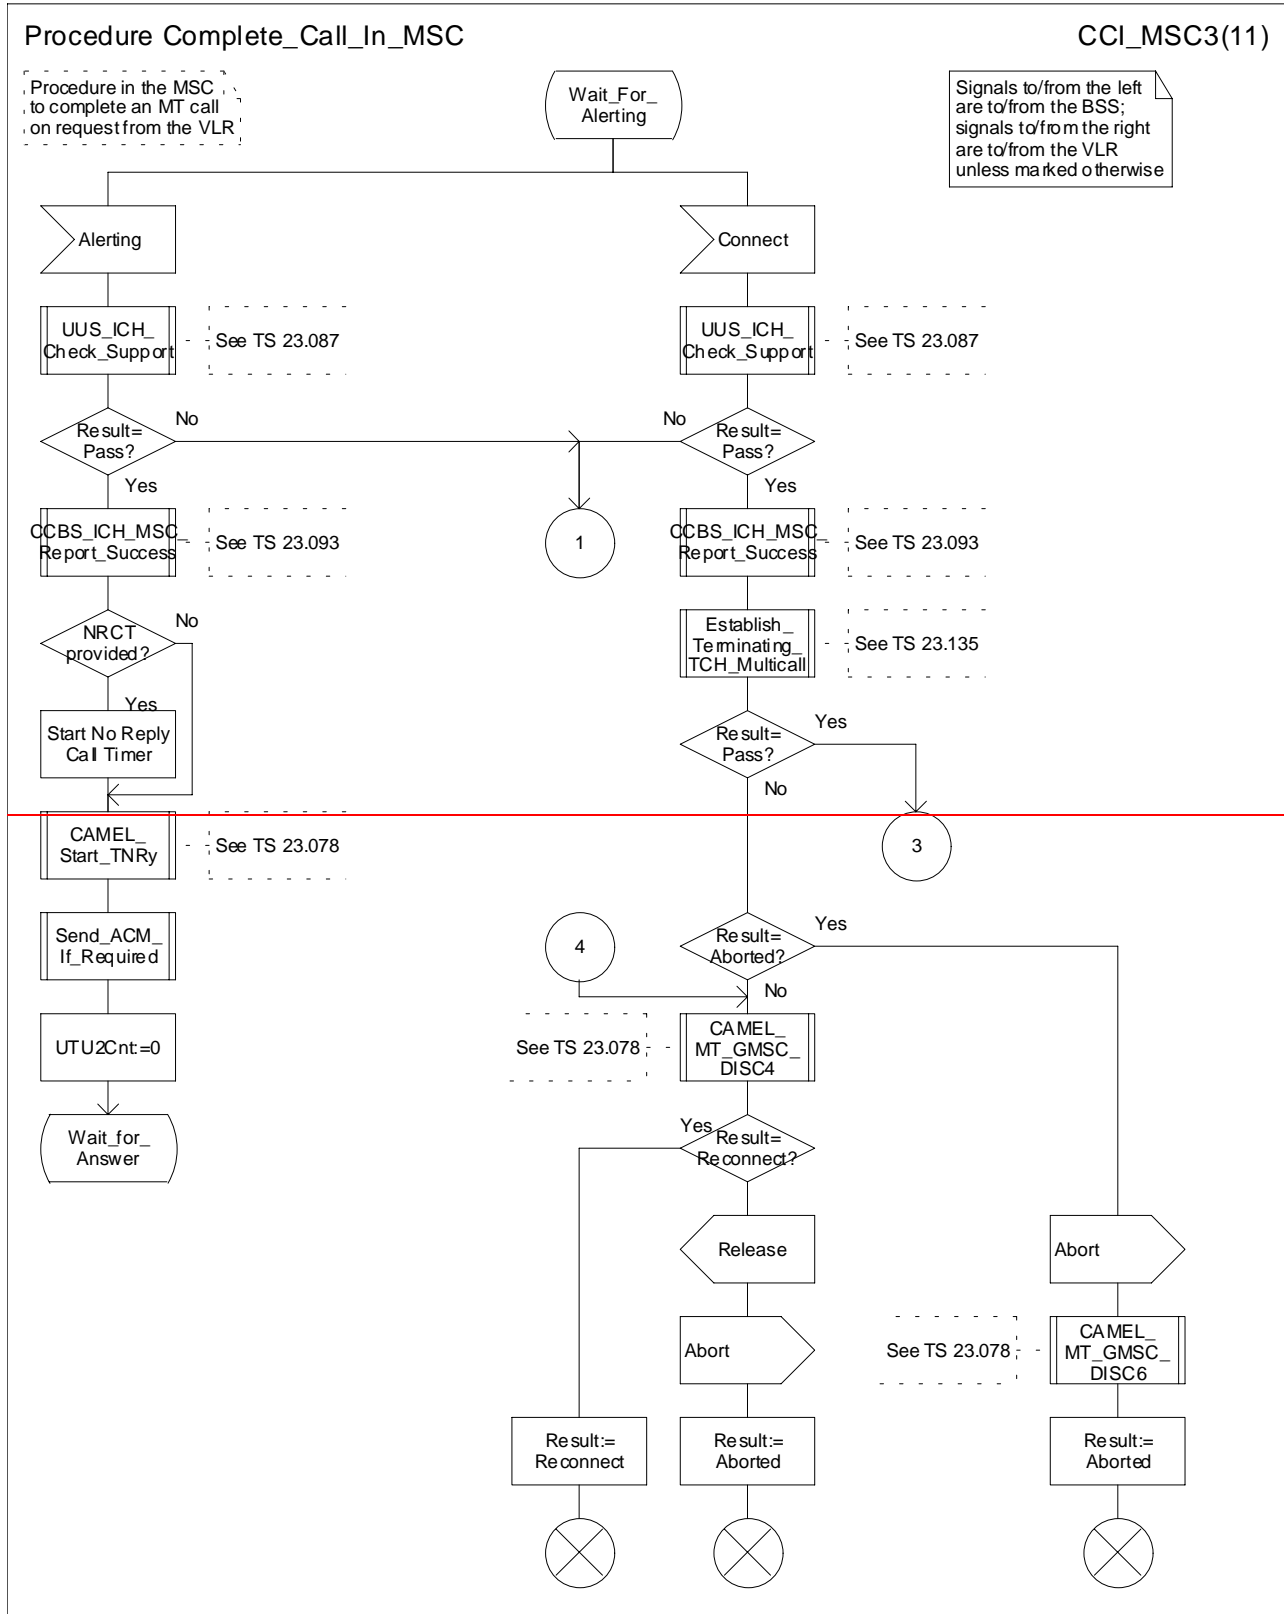 Procedure Complete_Call_In_MSC
CCI_MSC3(11)
Procedure in the MSC
to complete an MT call
on request from the VLR
Wait_For_
Alerting
Signals to/from the left
are to/from the BSS;
signals to/from the right
are to/from the VLR
unless marked otherwise
Alerting
Connect
UUS_ICH_
Check_Support
See TS 23.087
UUS_ICH_
Check_Support
See TS 23.087
Result=
Pass?
No
Yes
No
Result=
Pass?
Yes
CCBS_ICH_MSC_
Report_Success
See TS 23.093
1
CCBS_ICH_MSC_
Report_Success
See TS 23.093
NRCT
provided?
No
Yes
Establish_
Terminating_
TCH_Multicall
See TS 23.135
Start No Reply
Call Timer
Result=
Pass?
Yes
No
CAMEL_
Start_TNRy
See TS 23.078
3
Send_ACM_
If_Required
4
Result=
Aborted?
Yes
No
UTU2Cnt:=0
See TS 23.078
CAMEL_
MT_GMSC_
DISC4
Wait_for_
Answer
Yes
Result=
Reconnect?
Release
Abort
Abort
See TS 23.078
CAMEL_
MT_GMSC_
DISC6
Result:=
Reconnect
Result:=
Aborted
Result:=
Aborted